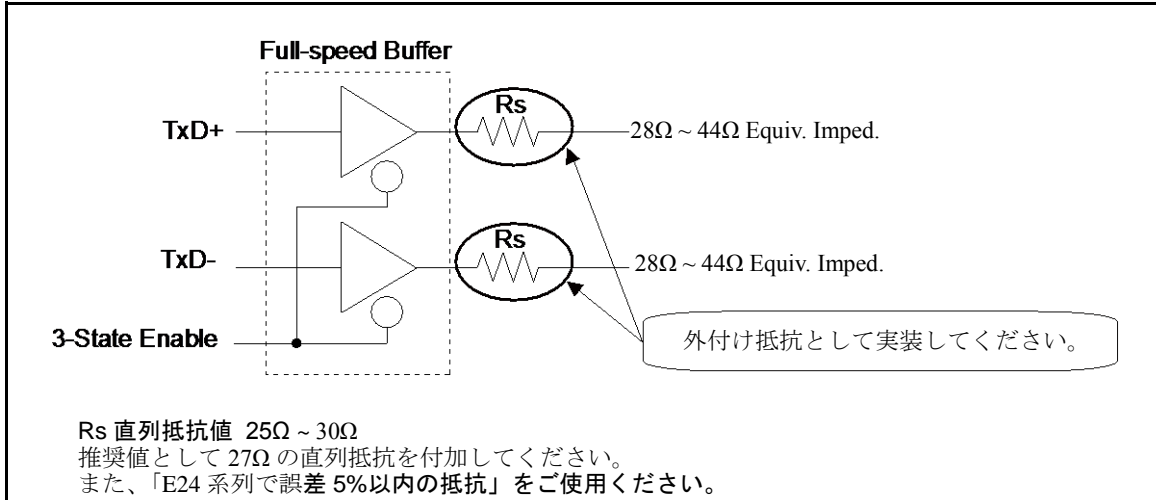 Full-speed Buffer
Rs
TxD+
28Ω ~ 44Ω Equiv. Imped.
Rs
TxD-
28Ω ~ 44Ω Equiv. Imped.
3-State Enable
外付け抵抗として実装してください。
Rs 直列抵抗値 25Ω ~ 30Ω
推奨値として 27Ω の直列抵抗を付加してください。
また、「E24 系列で誤差 5%以内の抵抗」をご使用ください。